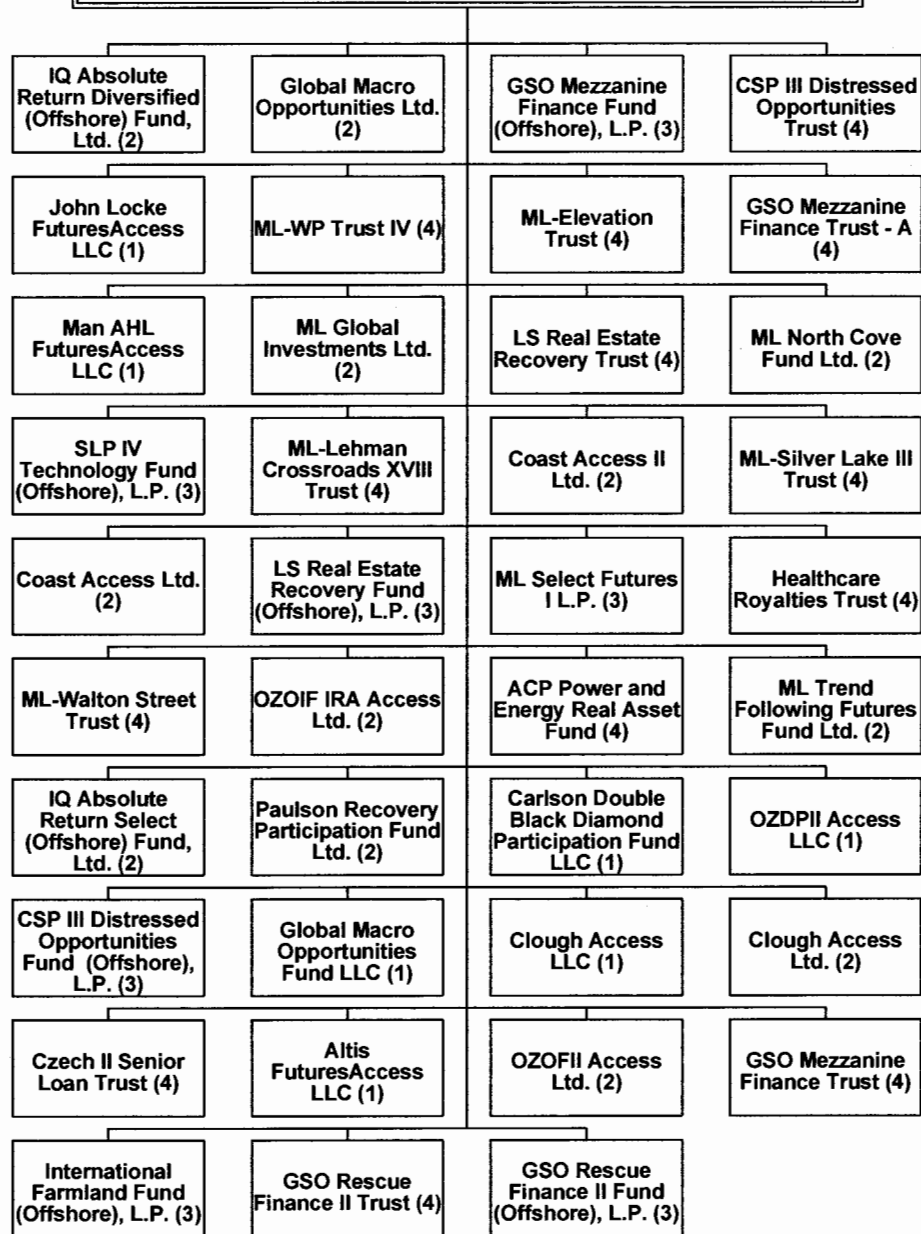 IQ Absolute
Return Diversified
(Offshore) Fund,
Ltd. (2)
Global Macro
Opportunities Ltd.
(2)
GSO Mezzanine
Finance Fund
(Offshore), L.P. (3)
CSP III Distressed
Opportunities
Trust (4)
John Locke
FuturesAccess
LLC (1)
ML-WP Trust IV (4)
ML-Elevation
Trust (4)
GSO Mezzanine
Finance Trust - A
(4)
Man AHL
FuturesAccess
LLC (1)
ML Global
Investments Ltd.
(2)
LS Real Estate
Recovery Trust (4)
ML North Cove
Fund Ltd. (2)
SLP IV
Technology Fund
(Offshore), L.P. (3)
ML-Lehman
Crossroads XVIII
Trust (4)
Coast Access II
Ltd. (2)
ML-Silver Lake III
Trust (4)
Coast Access Ltd.
(2)
LS Real Estate
Recovery Fund
(Offshore), L.P. (3)
ML Select Futures
I L.P. (3)
Healthcare
Royalties Trust (4)
ML-Walton Street
Trust (4)
OZOIF IRA Access
Ltd. (2)
ACP Power and
Energy Real Asset
Fund (4)
ML Trend
Following Futures
Fund Ltd. (2)
IQ Absolute
Return Select
(Offshore) Fund,
Ltd. (2)
Paulson Recovery
Participation Fund
Ltd. (2)
Carlson Double
Black Diamond
Participation Fund
LLC (1)
OZDPII Access
LLC (1)
CSP III Distressed
Opportunities
Fund (Offshore),
L.P. (3)
Global Macro
Opportunities
Fund LLC (1)
Clough Access
LLC (1)
Clough Access
Ltd. (2)
Czech II Senior
Loan Trust (4)
Altis
FuturesAccess
LLC (1)
OZOFII Access
Ltd. (2)
GSO Mezzanine
Finance Trust (4)
International
Farmland Fund
(Offshore), L.P. (3)
GSO Rescue
Finance II Trust (4)
GSO Rescue
Finance II Fund
(Offshore), L.P. (3)